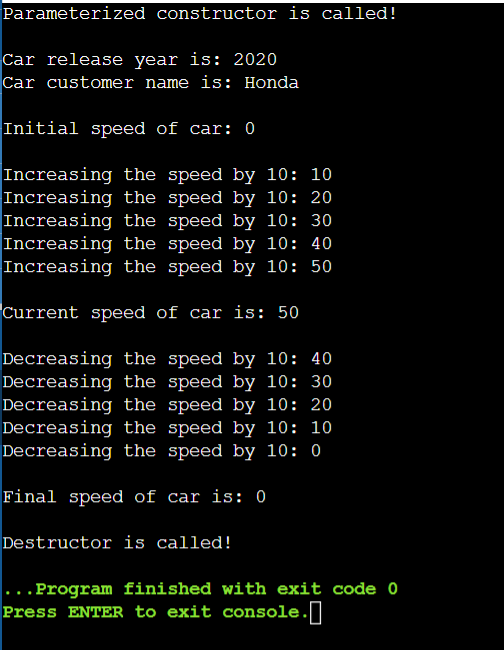 Parameterized constructor is called!
Car release year is: 2020
Car customer name is: Honda
Initial speed of car: 0
Increasing the speed by 10: 10
Increasing the speed by 10: 20
Increasing the speed by 10: 30
Increasing the speed by 10: 40
Increasing the speed by 10: 50
Current speed of car is: 50
Decreasing the speed by 10: 40
Decreasing the speed by 10: 30
Decreasing the speed by 10: 20
Decreasing the speed by 10: 10
Decreasing the speed by 10: 0
Final speed of car is: 0
Destructor is called!
...Program finished with exit code 0
Press ENTER to exit console.